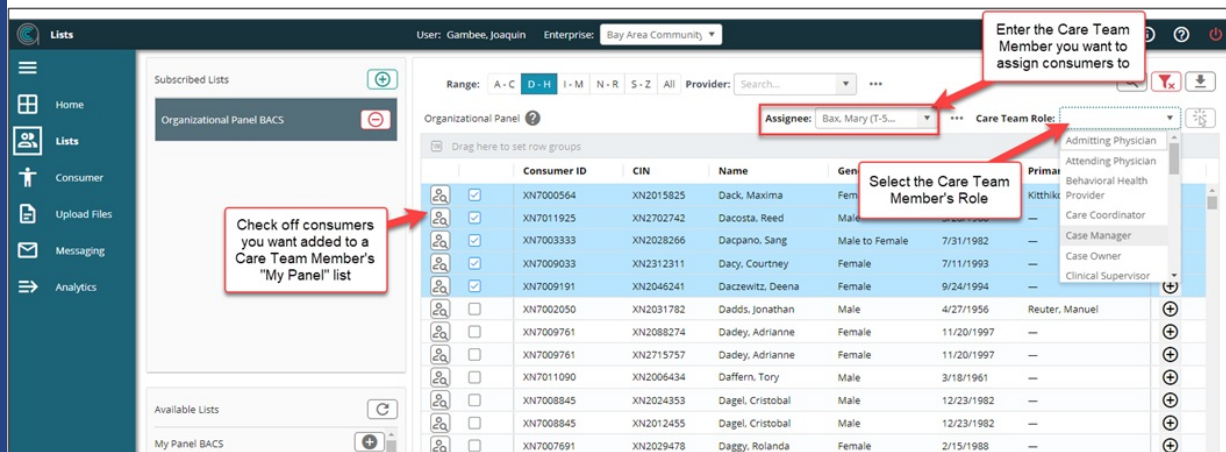 Lists
User: Gambee, Joaquin Enterprise: Bay Area Community
Enter the Care Team
Member you want to
assign consumers to
Home
Lists
Consumer
Upload Files
Messaging
Analytics
Subscribed Lists
Organizational Panel BACS
Available Lists
My Panel BACS
Range: A - C D - H I - M N - R S - Z All Provider: Search...
Organizational Panel
Assignee: Bax, Mary (T-5... Care Team Role:
Drag here to set row groups
Admitting Physician
Attending Physician
Behavioral Health
Provider
Care Coordinator
Case Manager
Case Owner
Clinical Supervisor
Select the Care Team
Member's Role
Check off consumers
you want added to a
Care Team Member's
"My Panel" list
Consumer ID CIN Name
XN7000564 XN2015825 Dack, Maxima
XN7011925 XN2702742 Dacosta, Reed Male
XN7003333 XN2028266 Dacpano, Sang Male to Female 7/31/1982 —
XN7009033 XN2312311 Dacy, Courtney Female 7/11/1993 —
XN7009191 XN2046241 Daczewitz, Deena Female 9/24/1994 —
XN7002050 XN2031782 Dadds, Jonathan Male 4/27/1956 Reuter, Manuel
XN7009761 XN2088274 Dadey, Adrianne Female 11/20/1997 —
XN7009761 XN2715757 Dadey, Adrianne Female 11/20/1997 —
XN7011090 XN2006434 Daffern, Tory Male 3/18/1961 —
XN7008845 XN2024353 Dagel, Cristobal Male 12/23/1982 —
XN7008845 XN2012455 Dagel, Cristobal Male 12/23/1982 —
XN7007691 XN2029478 Daggy, Rolanda Female 2/15/1988 —